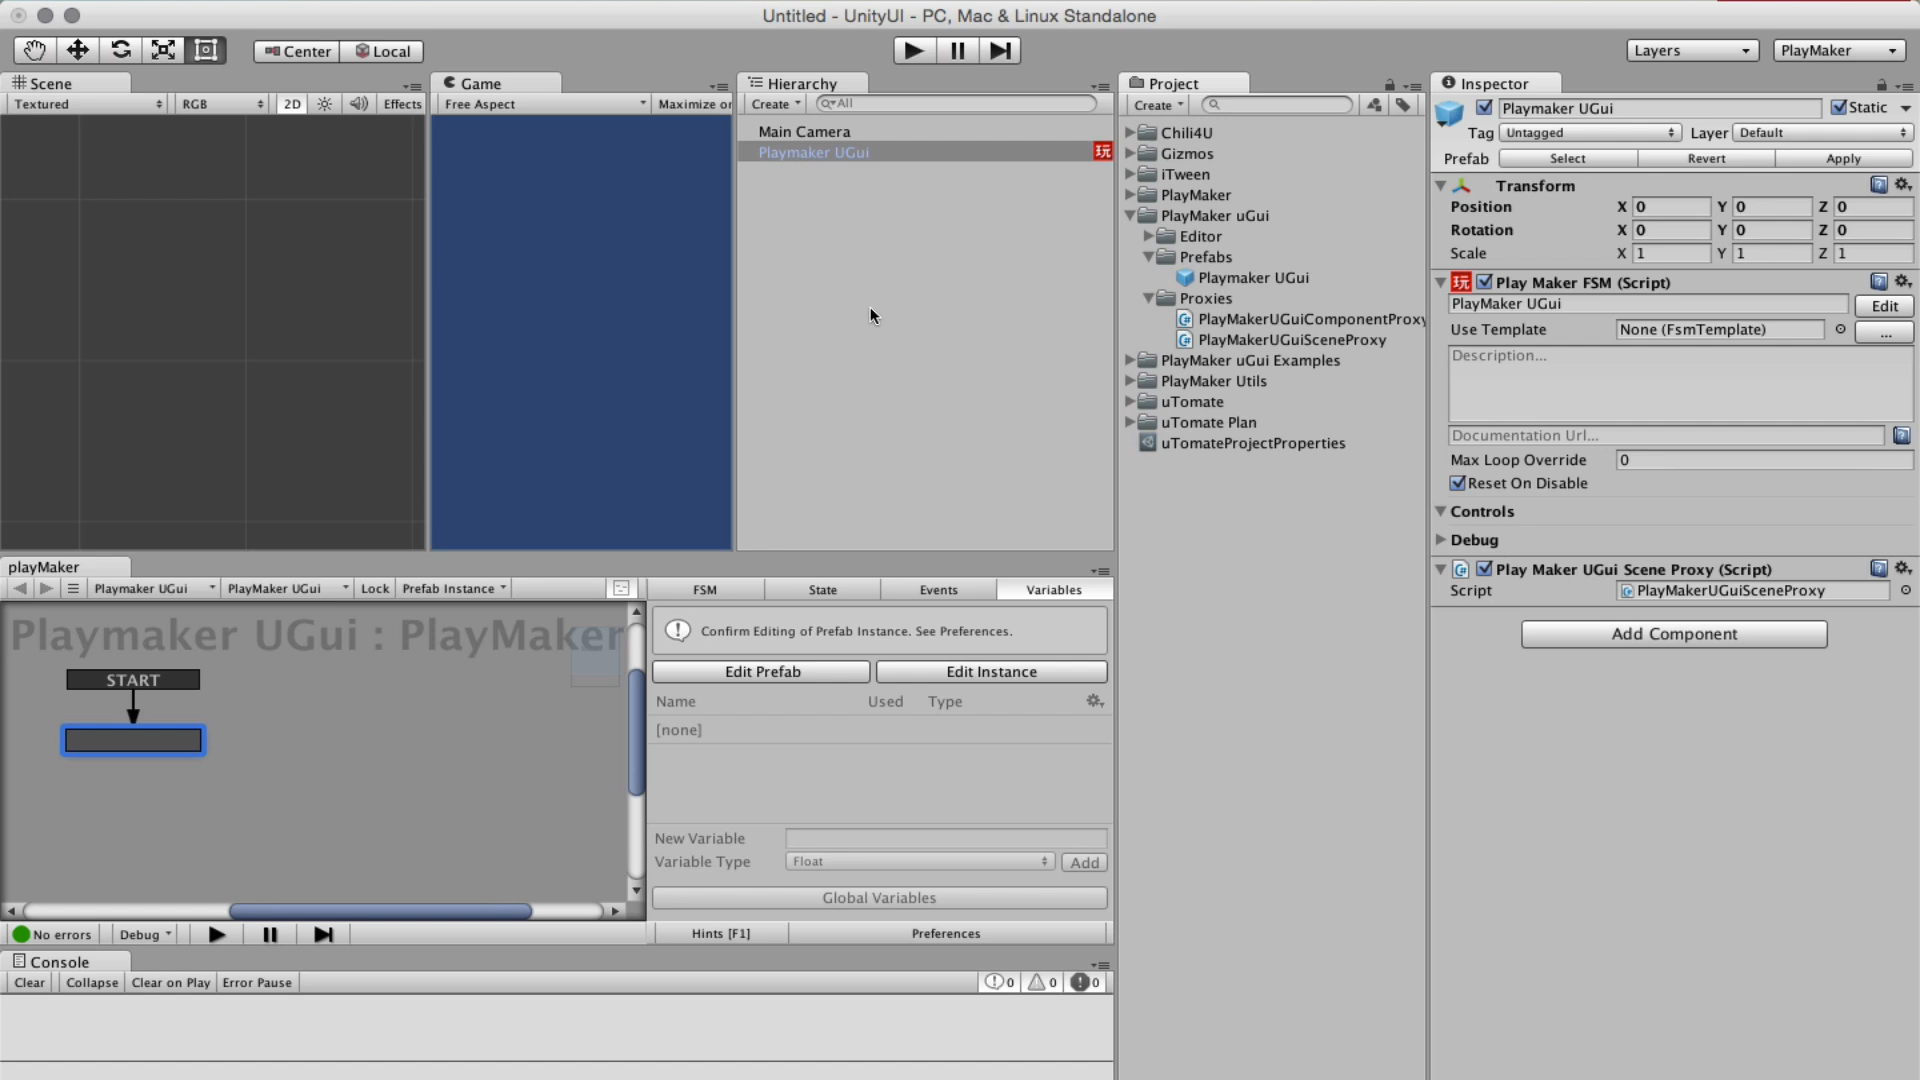 Untitled - UnityUI - PC, Mac & Linux Standalone
Center
Local
Layers
PlayMaker
Scene
Textured
RGB
2D
Effects
Game
Free Aspect
Maximize or
Hierarchy
Create
All
Main Camera
Playmaker UGui
玩
Project
Create
Chili4U
Gizmos
iTween
PlayMaker
PlayMaker uGui
Editor
Prefabs
Playmaker UGui
Proxies
PlayMakerUGuiComponentProxy
PlayMakerUGuiSceneProxy
PlayMaker uGui Examples
PlayMaker Utils
uTomate
uTomate Plan
uTomateProjectProperties
Inspector
Playmaker UGui
Static
Tag Untagged Layer Default
Prefab Select Revert Apply
Transform
Position X 0 Y 0 Z 0
Rotation X 0 Y 0 Z 0
Scale X 1 Y 1 Z 1
玩 Play Maker FSM (Script)
PlayMaker UGui Edit
Use Template None (FsmTemplate) ...
Description...
Documentation Url...
Max Loop Override 0
Reset On Disable
Controls
Debug
Play Maker UGui Scene Proxy (Script)
Script PlayMakerUGuiSceneProxy
Add Component
playMaker
Playmaker UGui PlayMaker UGui Lock Prefab Instance
Playmaker UGui : PlayMaker
START
No errors Debug
FSM State Events Variables
Confirm Editing of Prefab Instance. See Preferences.
Edit Prefab Edit Instance
Name Used Type
[none]
New Variable
Variable Type Float Add
Global Variables
Hints [F1] Preferences
Console
Clear Collapse Clear on Play Error Pause 0 0 0